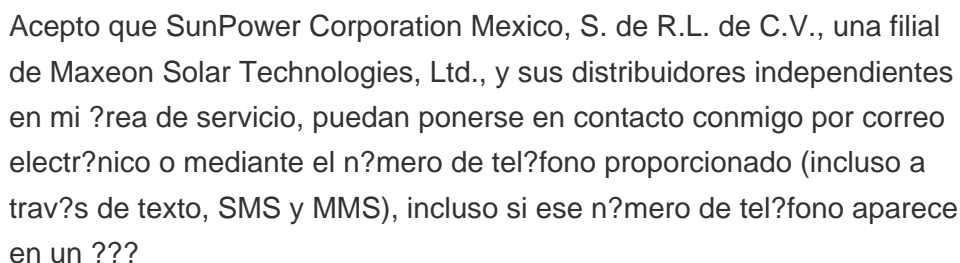 Acepto que SunPower Corporation Mexico, S. de R.L. de C.V., una filial
de Maxeon Solar Technologies, Ltd., y sus distribuidores independientes
en mi ?rea de servicio, puedan ponerse en contacto conmigo por correo
electr?nico o mediante el n?mero de tel?fono proporcionado (incluso a
trav?s de texto, SMS y MMS), incluso si ese n?mero de tel?fono aparece
en un ???